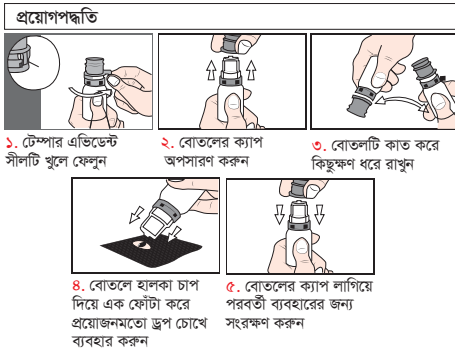 প্রয়োগপদ্ধতি
১. টেম্পার এভিডেন্ট
সীলটি খুলে ফেলুন
২. বোতলের ক্যাপ
অপসারণ করুন
৩. বোতলটি কাত করে
কিছুক্ষণ ধরে রাখুন
৪. বোতলে হালকা চাপ
দিয়ে এক ফোঁটা করে
প্রয়োজনমতো ড্রপ চোখে
ব্যবহার করুন
৫. বোতলের ক্যাপ লাগিয়ে
পরবর্তী ব্যবহারের জন্য
সংরক্ষণ করুন